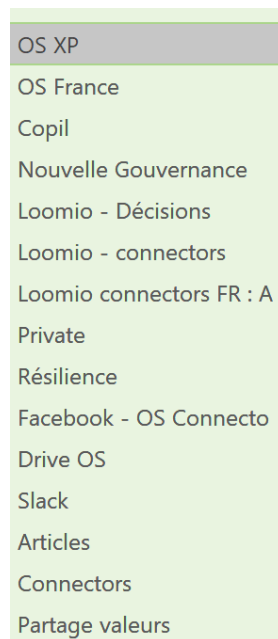 OS XP
OS France
Copil
Nouvelle Gouvernance
Loomio - Décisions
Loomio - connectors
Loomio connectors FR : A
Private
Résilience
Facebook - OS Connecto
Drive OS
Slack
Articles
Connectors
Partage valeurs